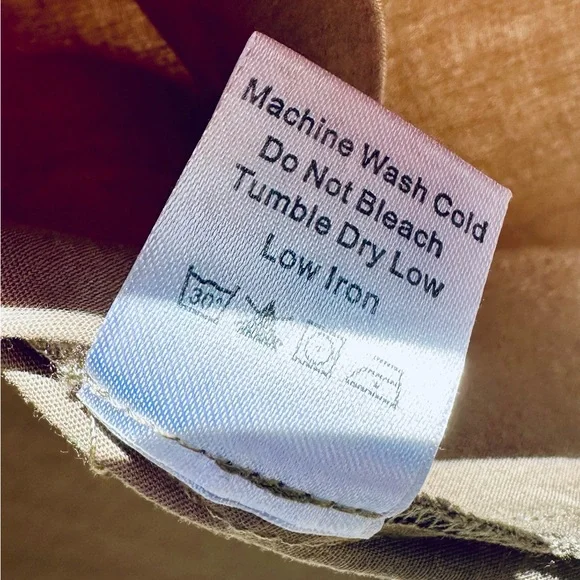 Machine Wash Cold
Do Not Bleach
Tumble Dry Low
Low Iron
30°